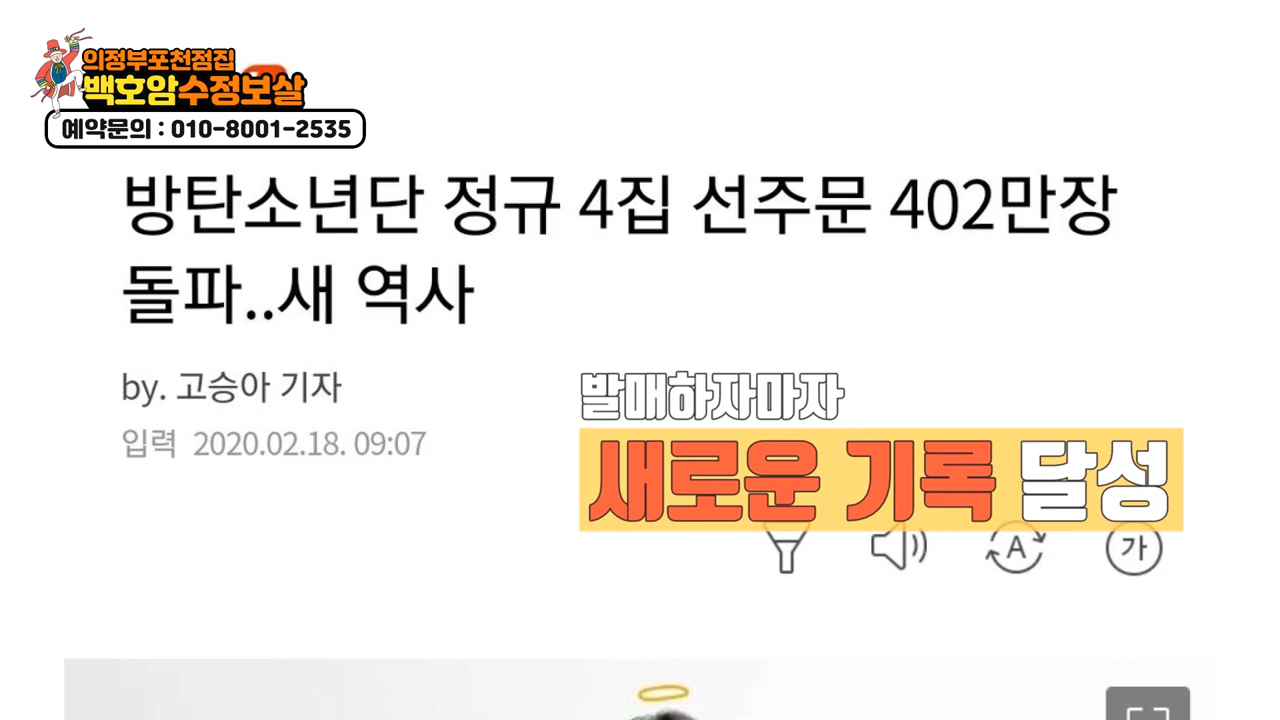 의정부포천점집
백호암수정보살
예약문의 : 010-8001-2535
방탄소년단 정규 4집 선주문 402만장
돌파..새 역사
by. 고승아 기자
입력 2020.02.18. 09:07
발매하자마자
새로운 기록 달성
A
가